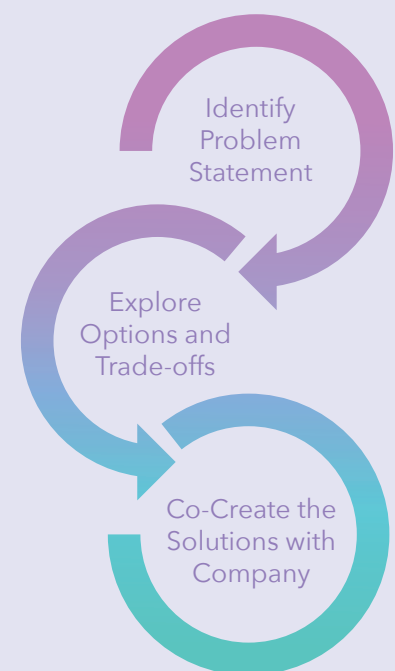 Identify
Problem
Statement
Explore
Options and
Trade-offs
Co-Create the
Solutions with
Company